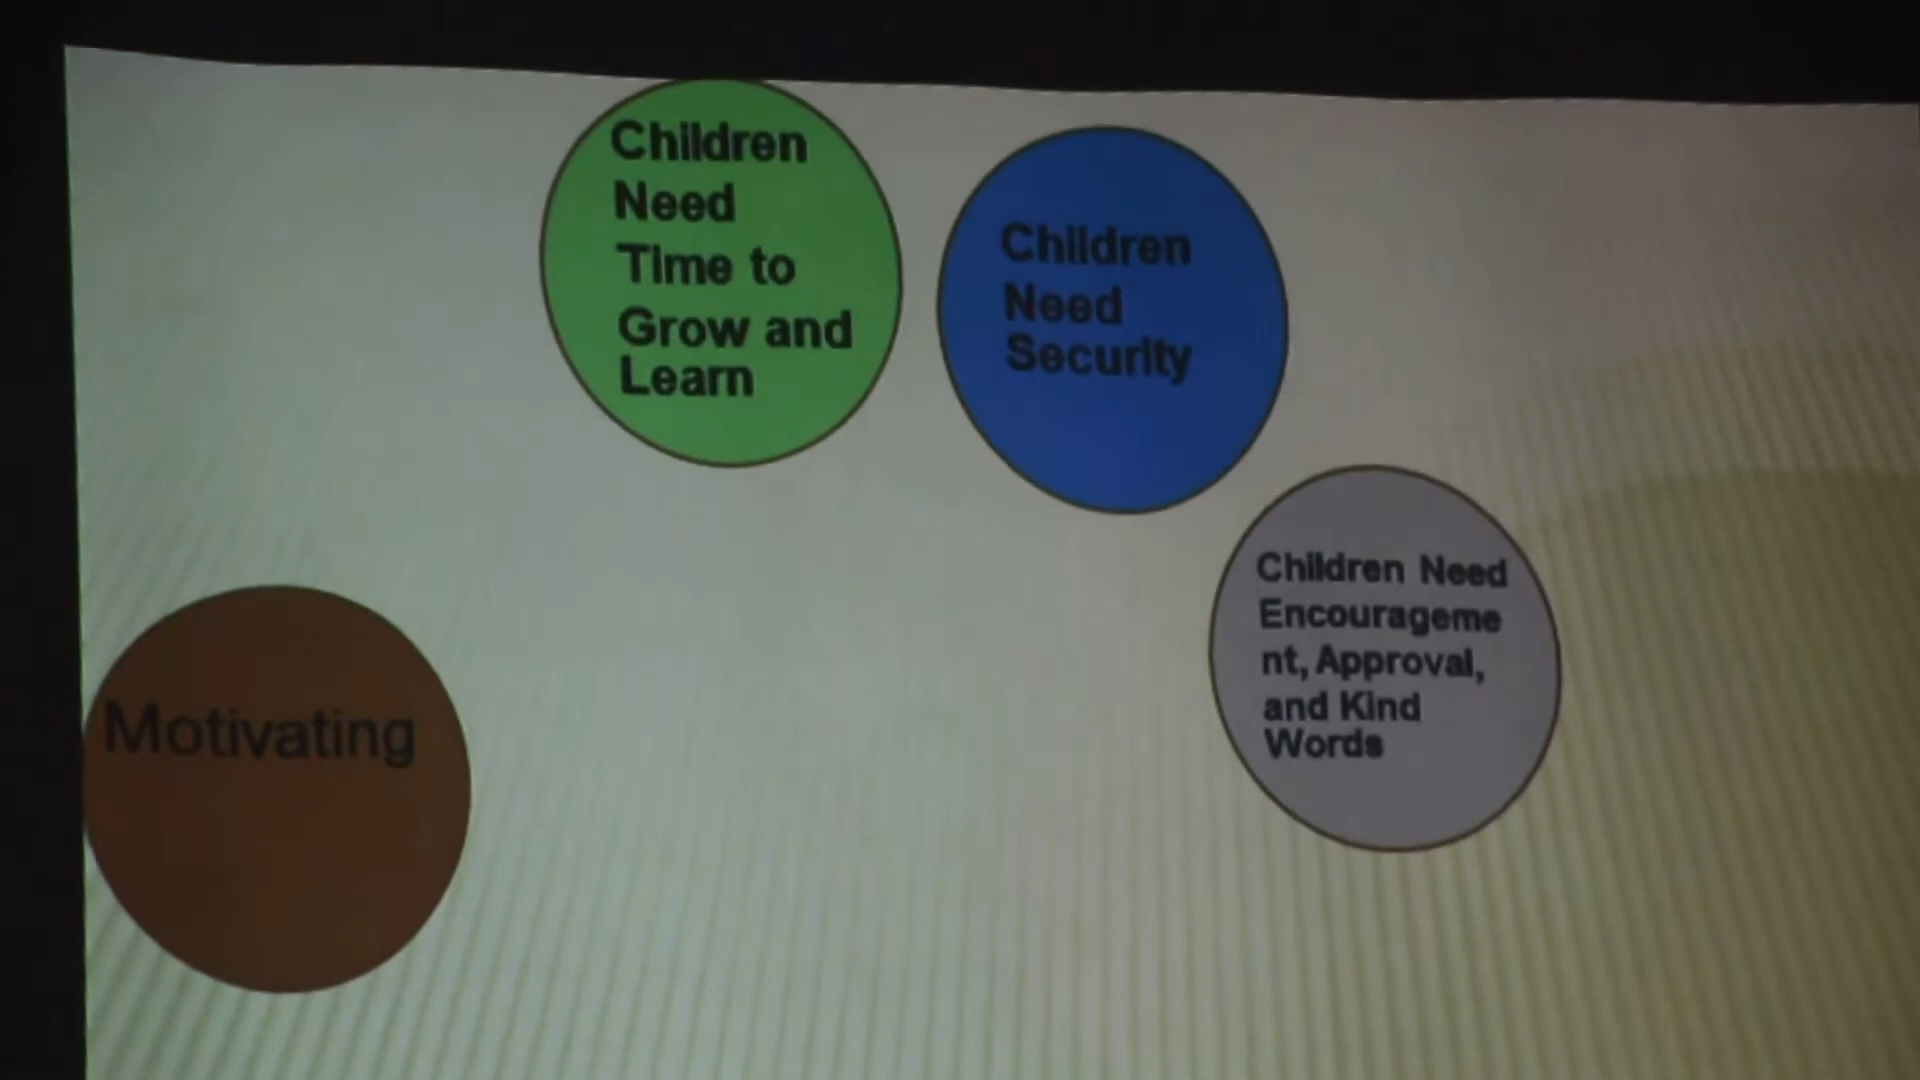 Children
Need
Time to
Grow and
Learn
Children
Need
Security
Children Need
Encourageme
nt, Approval,
and Kind
Words
Motivating